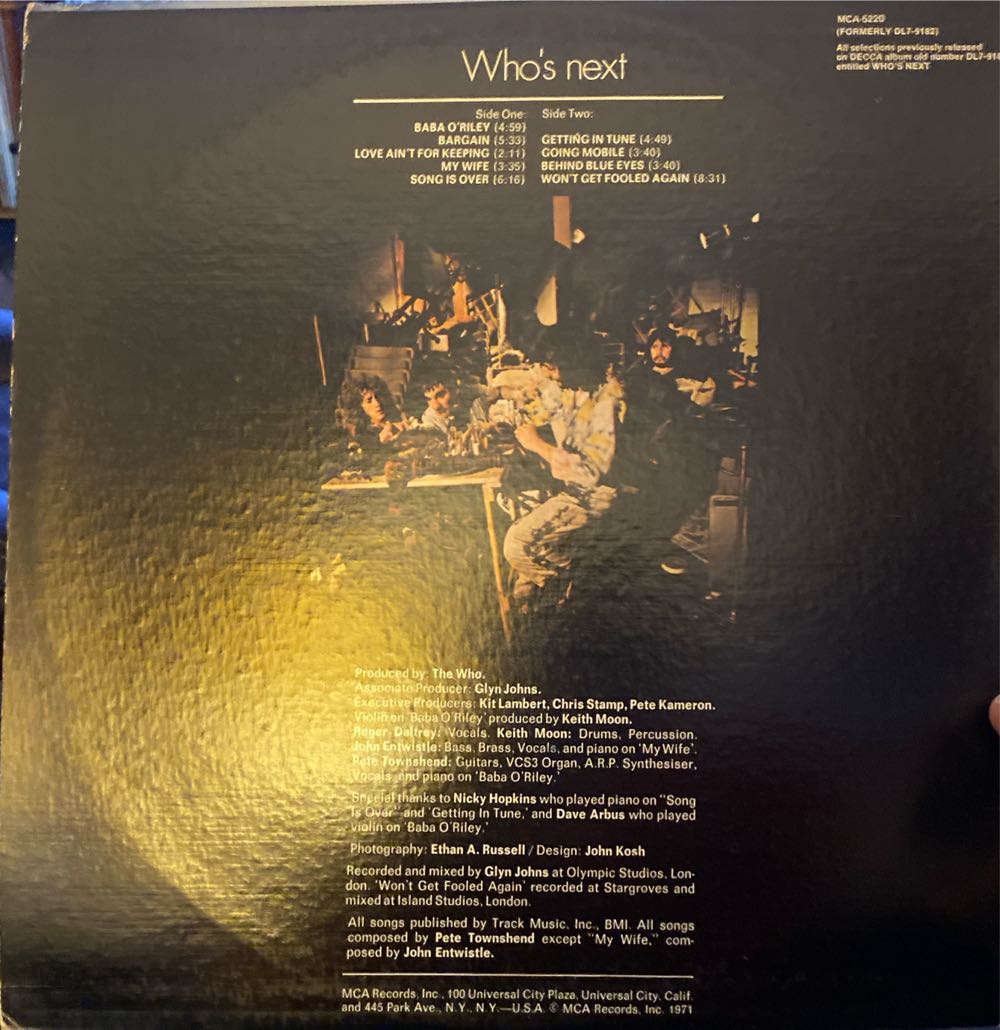 MCA-5220
(FORMERLY DL7-9182)
All selections previously released
on DECCA album old number DL7-918
entitled WHO'S NEXT
Who's next
Side One:
BABA O'RILEY (4:59)
BARGAIN (5:33)
LOVE AIN'T FOR KEEPING (2:11)
MY WIFE (3:35)
SONG IS OVER (6:16)
Side Two:
GETTING IN TUNE (4:49)
GOING MOBILE (3:40)
BEHIND BLUE EYES (3:40)
WON'T GET FOOLED AGAIN (8:31)
Produced by: The Who.
Associate Producer: Glyn Johns.
Executive Producers: Kit Lambert, Chris Stamp, Pete Kameron.
Violin on 'Baba O'Riley' produced by Keith Moon.
Roger Daltrey: Vocals. Keith Moon: Drums, Percussion.
John Entwistle: Bass, Brass, Vocals, and piano on 'My Wife'.
Pete Townshend: Guitars, VCS3 Organ, A.R.P. Synthesiser,
Vocals, and piano on 'Baba O'Riley.'
Special thanks to Nicky Hopkins who played piano on "Song
Is Over" and 'Getting In Tune,' and Dave Arbus who played
violin on 'Baba O'Riley.'
Photography: Ethan A. Russell / Design: John Kosh
Recorded and mixed by Glyn Johns at Olympic Studios, Lon-
don. 'Won't Get Fooled Again' recorded at Stargroves and
mixed at Island Studios, London.
All songs published by Track Music, Inc., BMI. All songs
composed by Pete Townshend except "My Wife," com-
posed by John Entwistle.
MCA Records, Inc., 100 Universal City Plaza, Universal City, Calif.
and 445 Park Ave., N.Y., N.Y.—U.S.A. © MCA Records, Inc. 1971